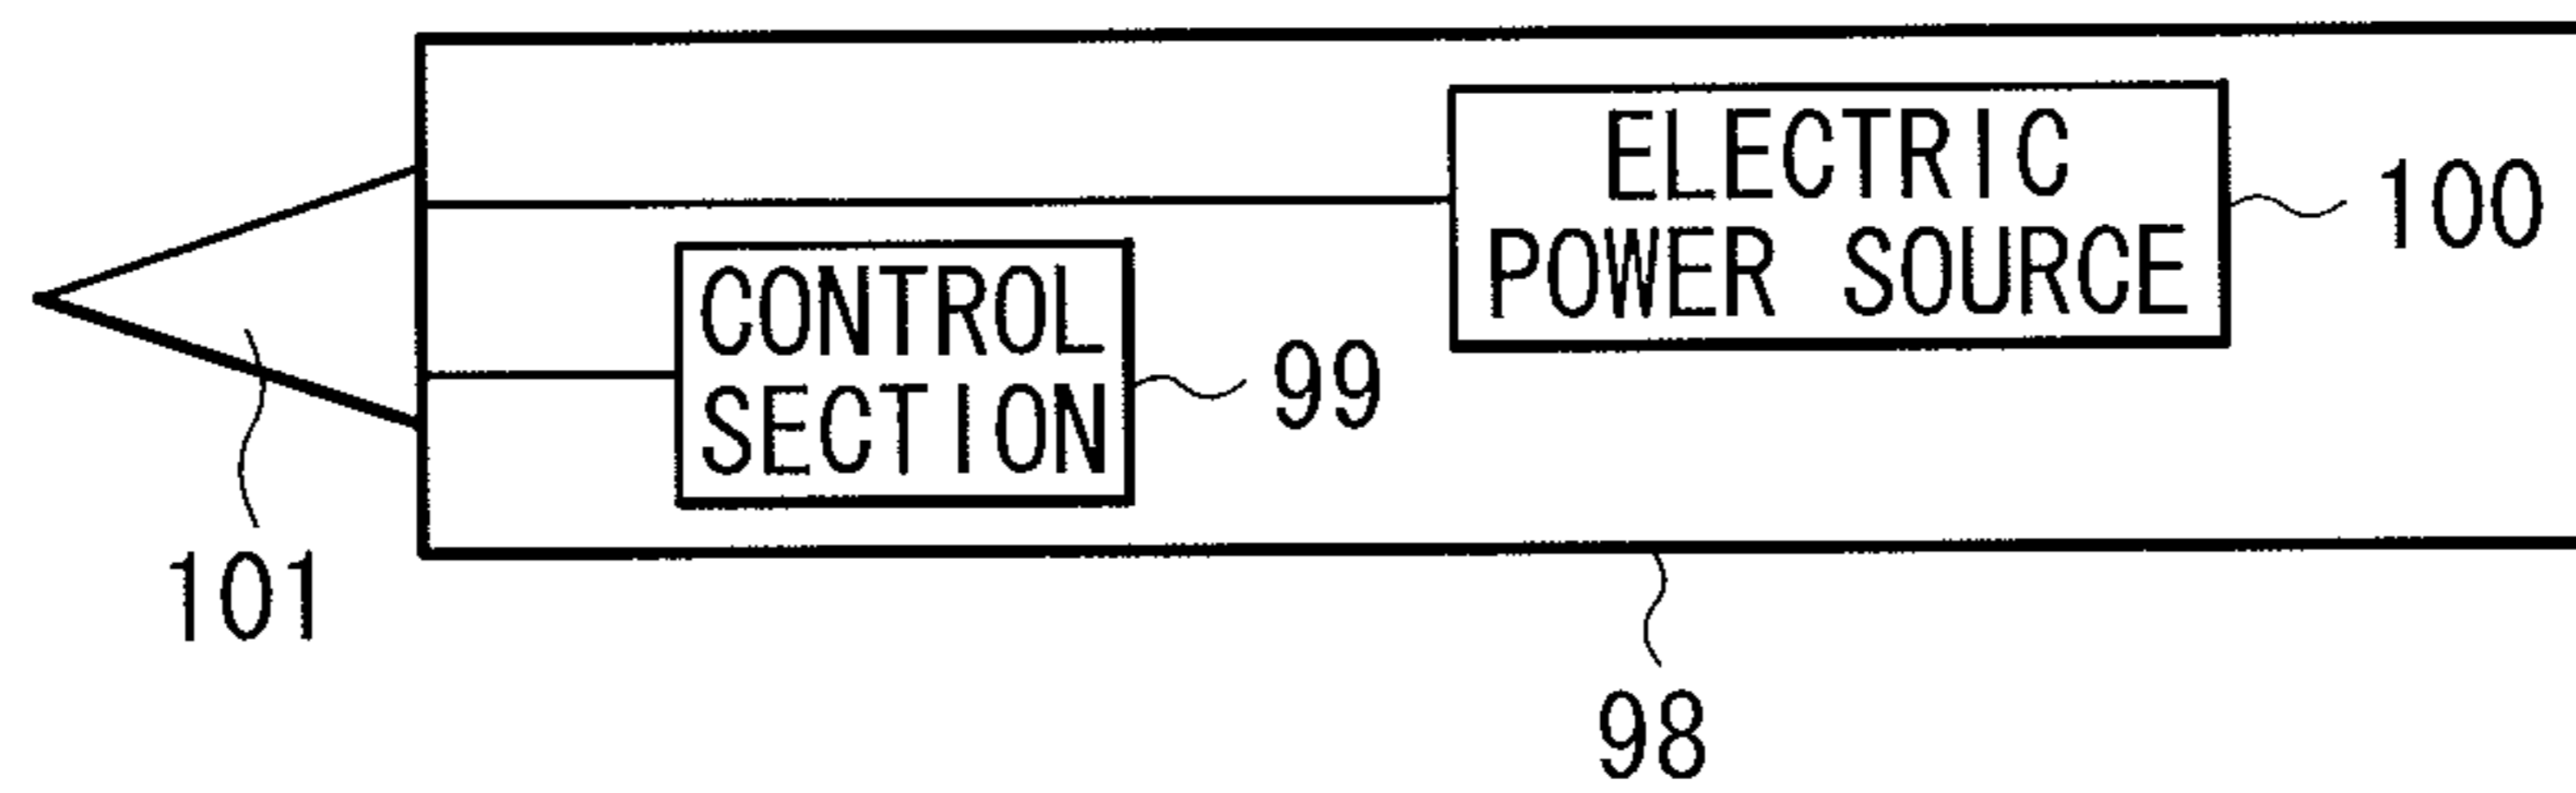 ELECTRIC
POWER SOURCE
100
CONTROL
SECTION
99
101
98